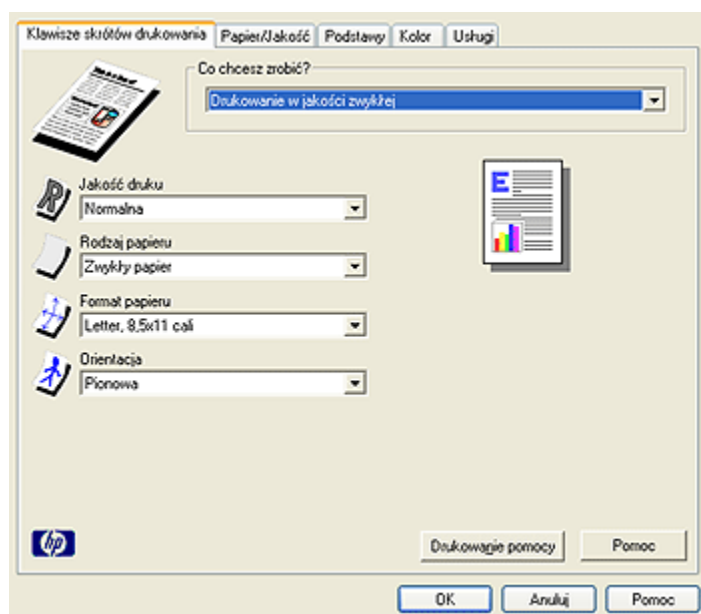 Klawisze skrótów drukowania Papier/Jakość Podstawy Kolor Usługi
Co chcesz zrobić?
Drukowanie w jakości zwykłej
Jakość druku
Normalna
Rodzaj papieru
Zwykły papier
Format papieru
Letter, 8,5x11 cali
Orientacja
Pionowa
hp
Drukowanie pomocy Pomoc
OK Anuluj Pomoc